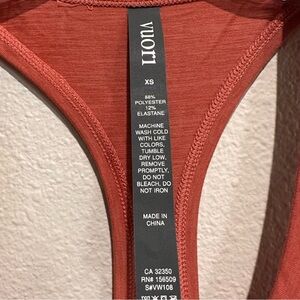 vuori
XS
88%
POLYESTER
12%
ELASTANE
MACHINE
WASH COLD
WITH LIKE
COLORS,
TUMBLE
DRY LOW.
REMOVE
PROMPTLY,
DO NOT
BLEACH, DO
NOT IRON
MADE IN
CHINA
CA 32350
RN# 156509
S#VW108